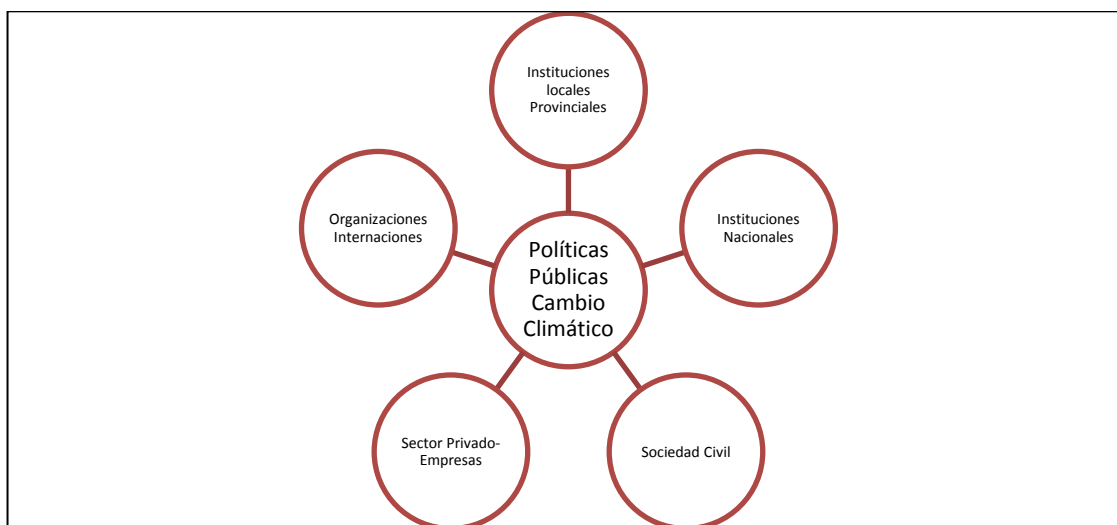 Instituciones
locales
Provinciales
Organizaciones
Internaciones
Instituciones
Nacionales
Políticas
Públicas
Cambio
Climático
Sector Privado-
Empresas
Sociedad Civil